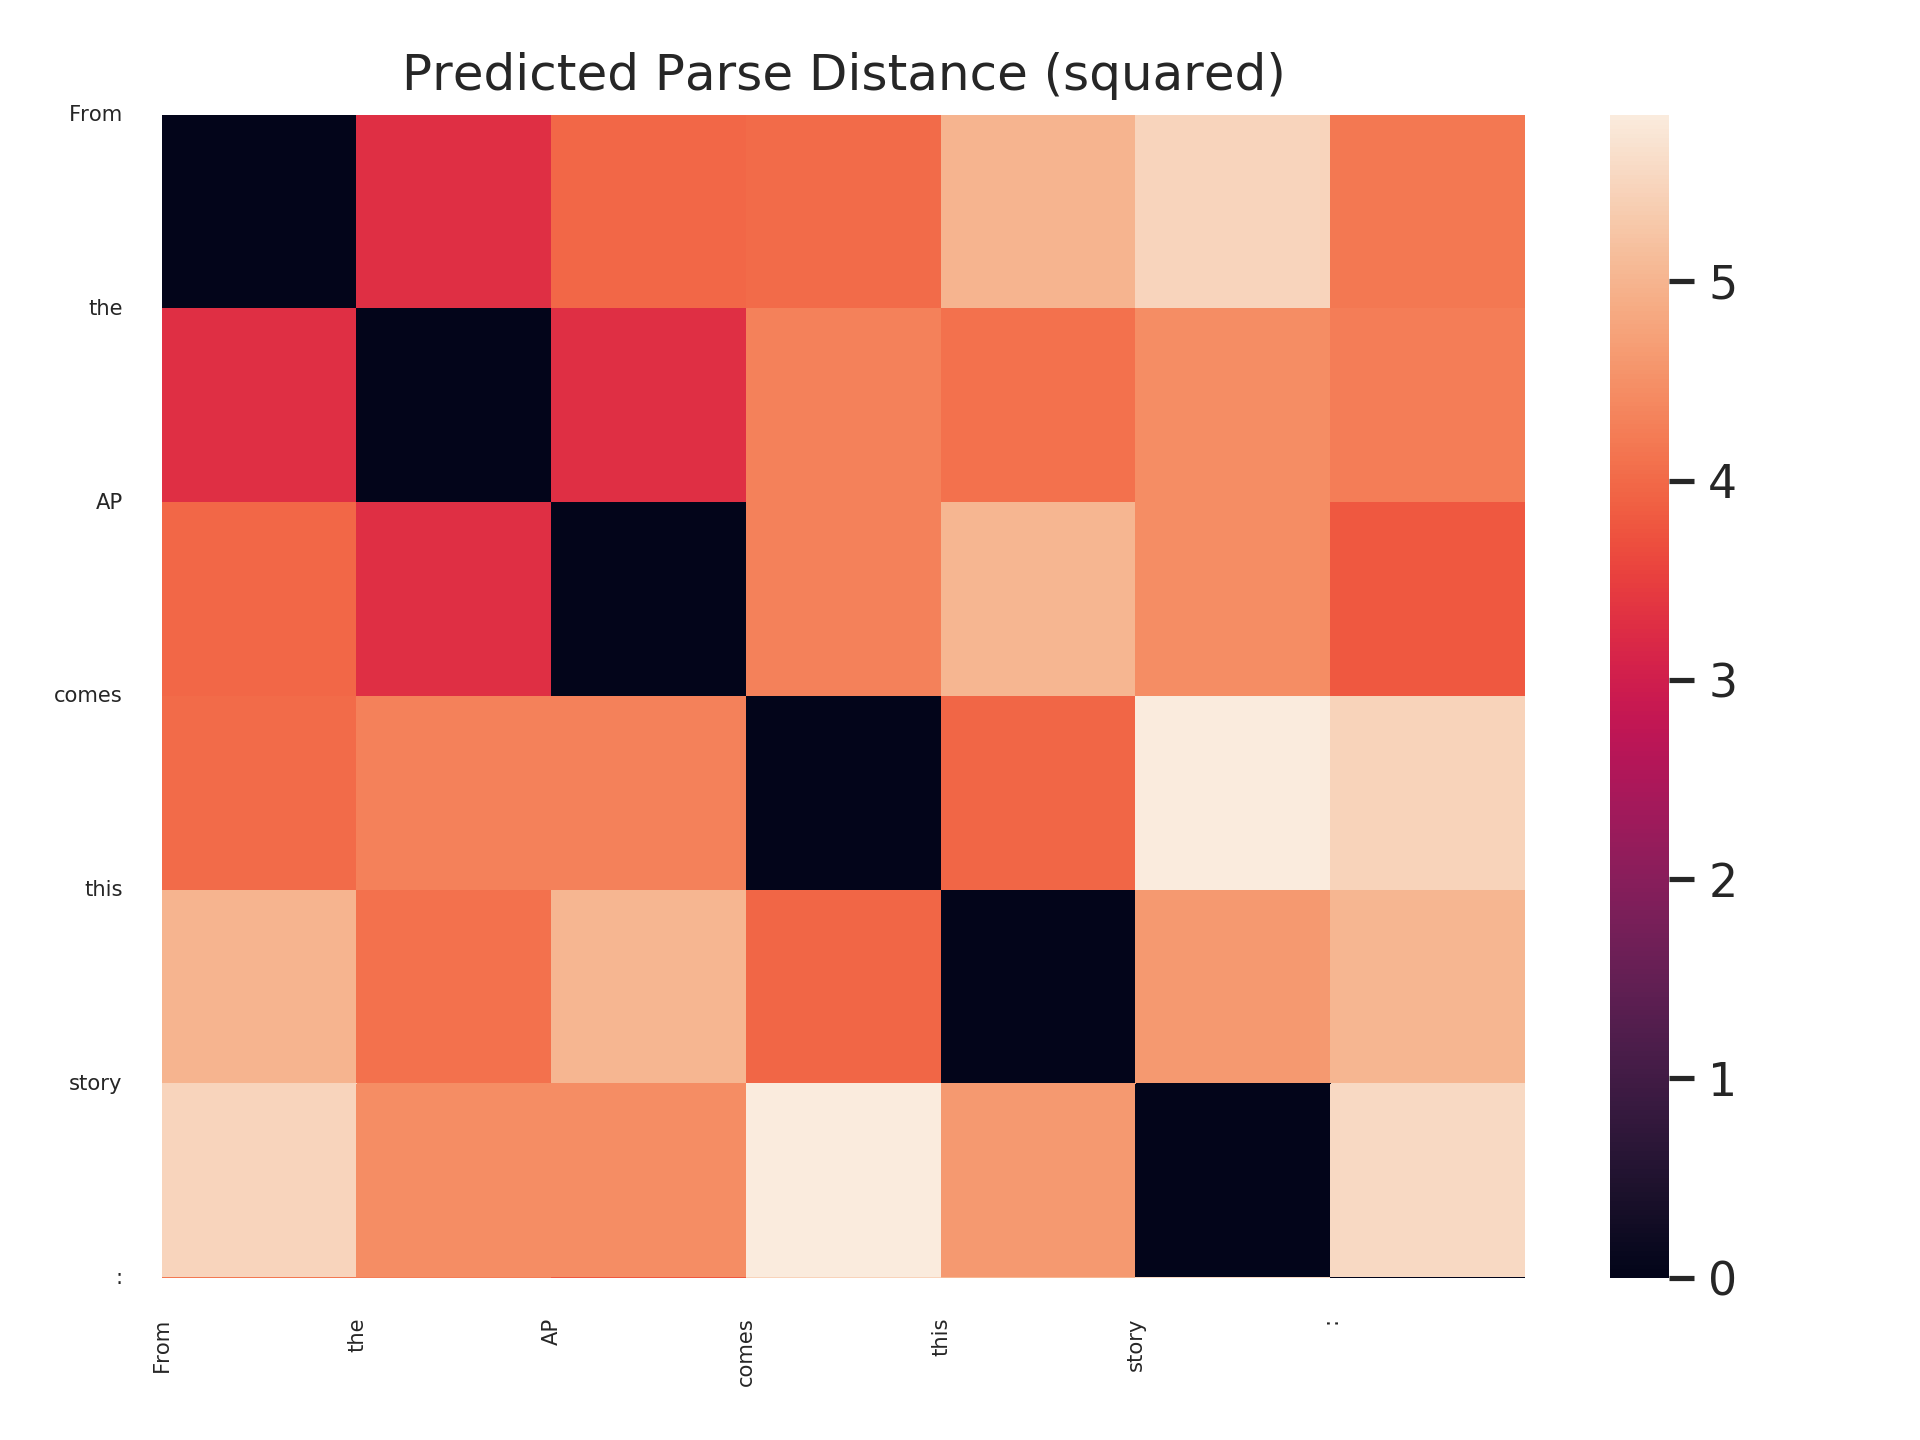 Predicted Parse Distance (squared)
From
the
AP
comes
this
story
:
From
the
AP
comes
this
story
:
5
4
3
2
1
0